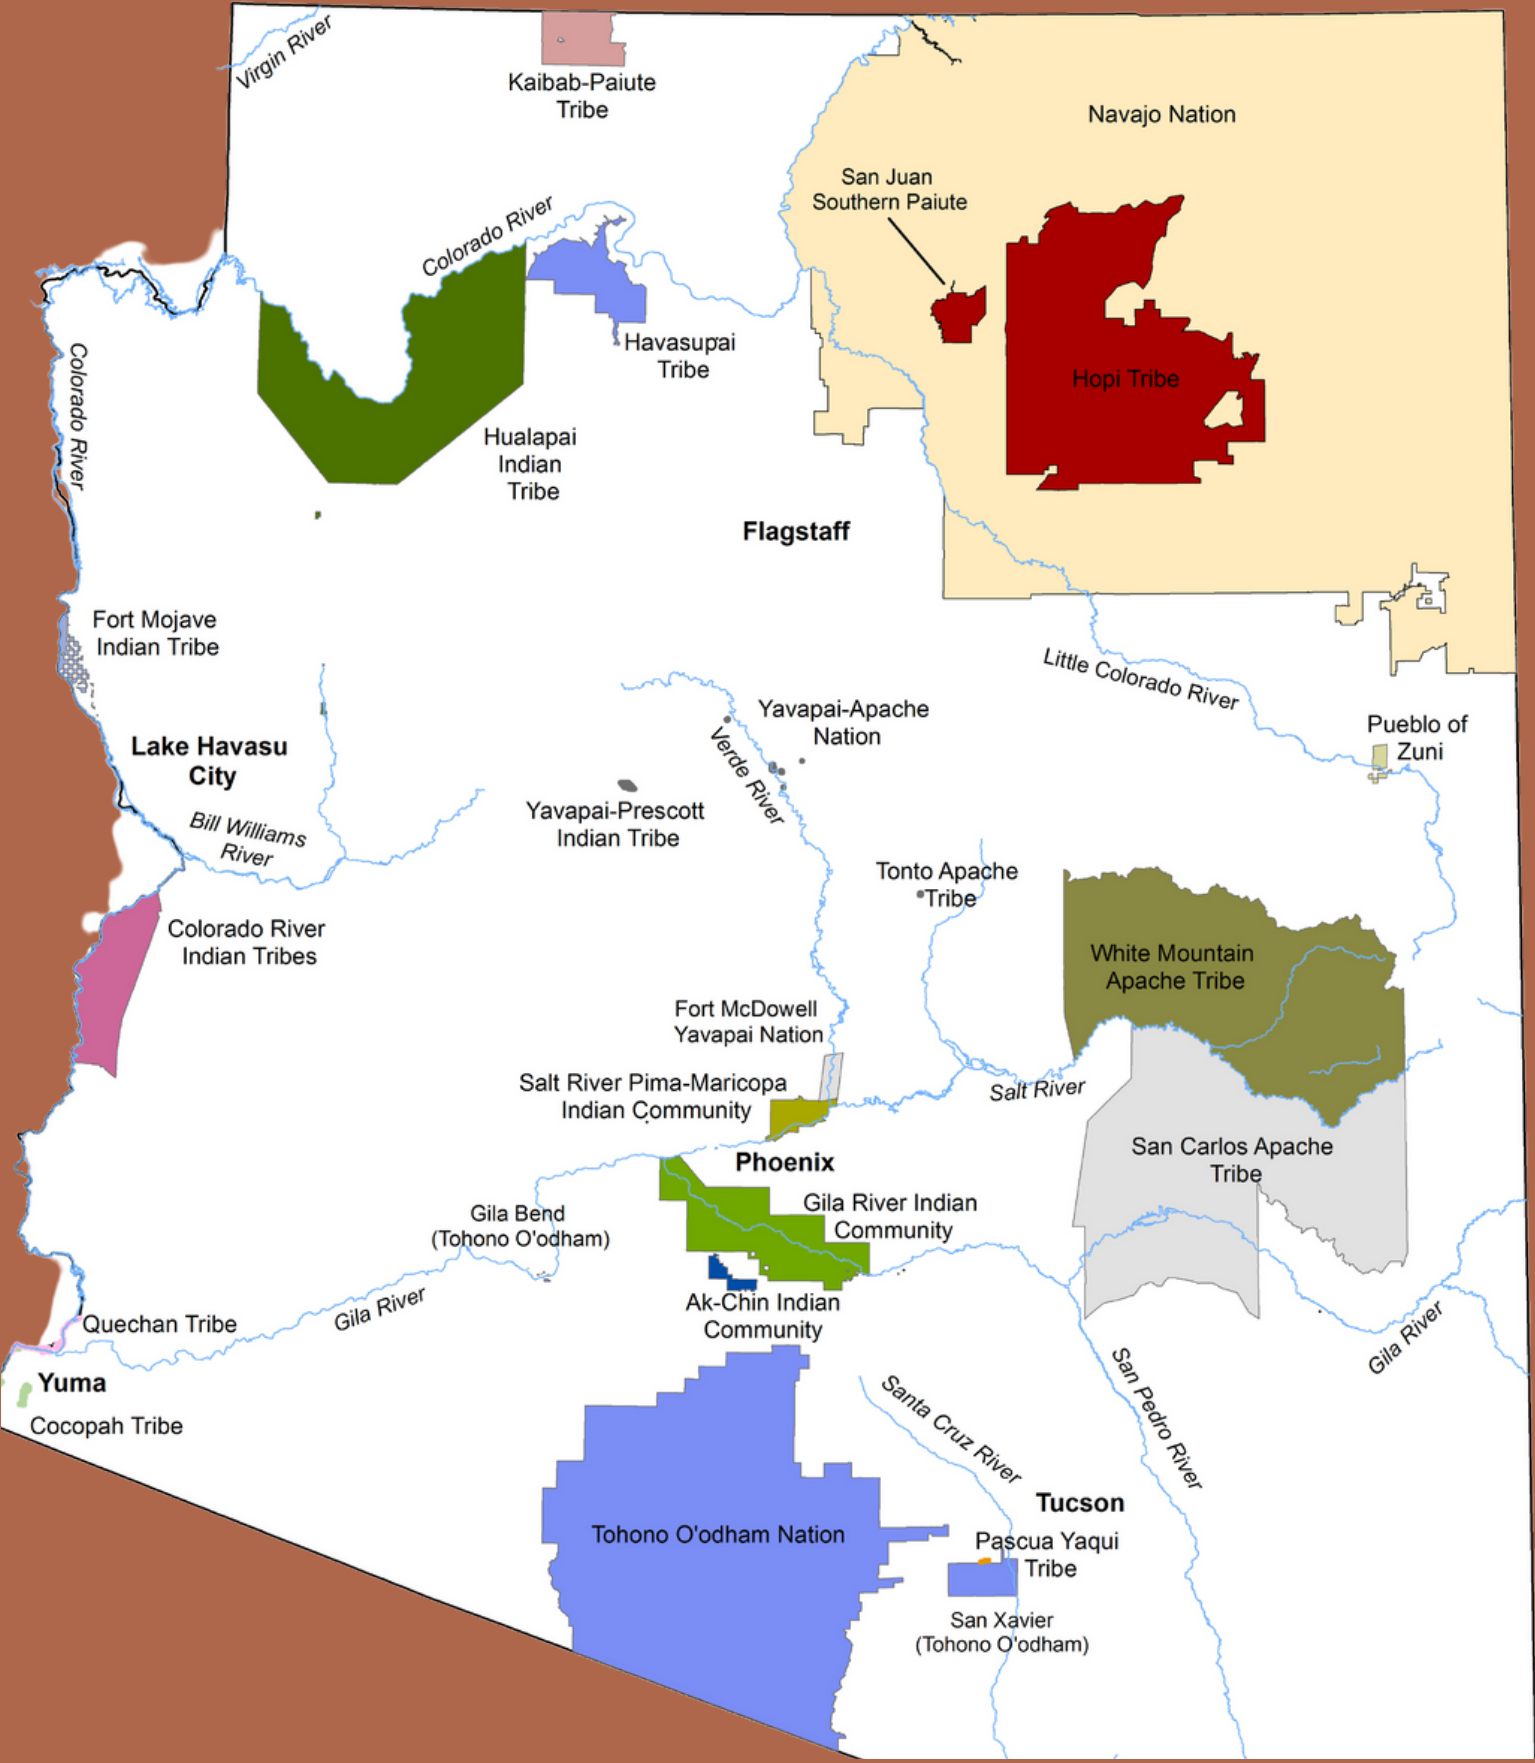 Virgin River
Kaibab-Paiute
Tribe
Navajo Nation
San Juan
Southern Paiute
Colorado River
Havasupai
Tribe
Colorado River
Hopi Tribe
Hualapai
Indian
Tribe
Flagstaff
Fort Mojave
Indian Tribe
Little Colorado River
Pueblo of
Zuni
Yavapai-Apache
Nation
Verde River
Lake Havasu
City
Yavapai-Prescott
Indian Tribe
Bill Williams
River
Tonto Apache
Tribe
Colorado River
Indian Tribes
White Mountain
Apache Tribe
Fort McDowell
Yavapai Nation
Salt River Pima-Maricopa
Indian Community
Salt River
San Carlos Apache
Tribe
Phoenix
Gila River Indian
Community
Gila Bend
(Tohono O'odham)
Gila River
Ak-Chin Indian
Community
Quechan Tribe
Gila River
Yuma
Cocopah Tribe
San Pedro River
Santa Cruz River
Tucson
Tohono O'odham Nation
Pascua Yaqui
Tribe
San Xavier
(Tohono O'odham)